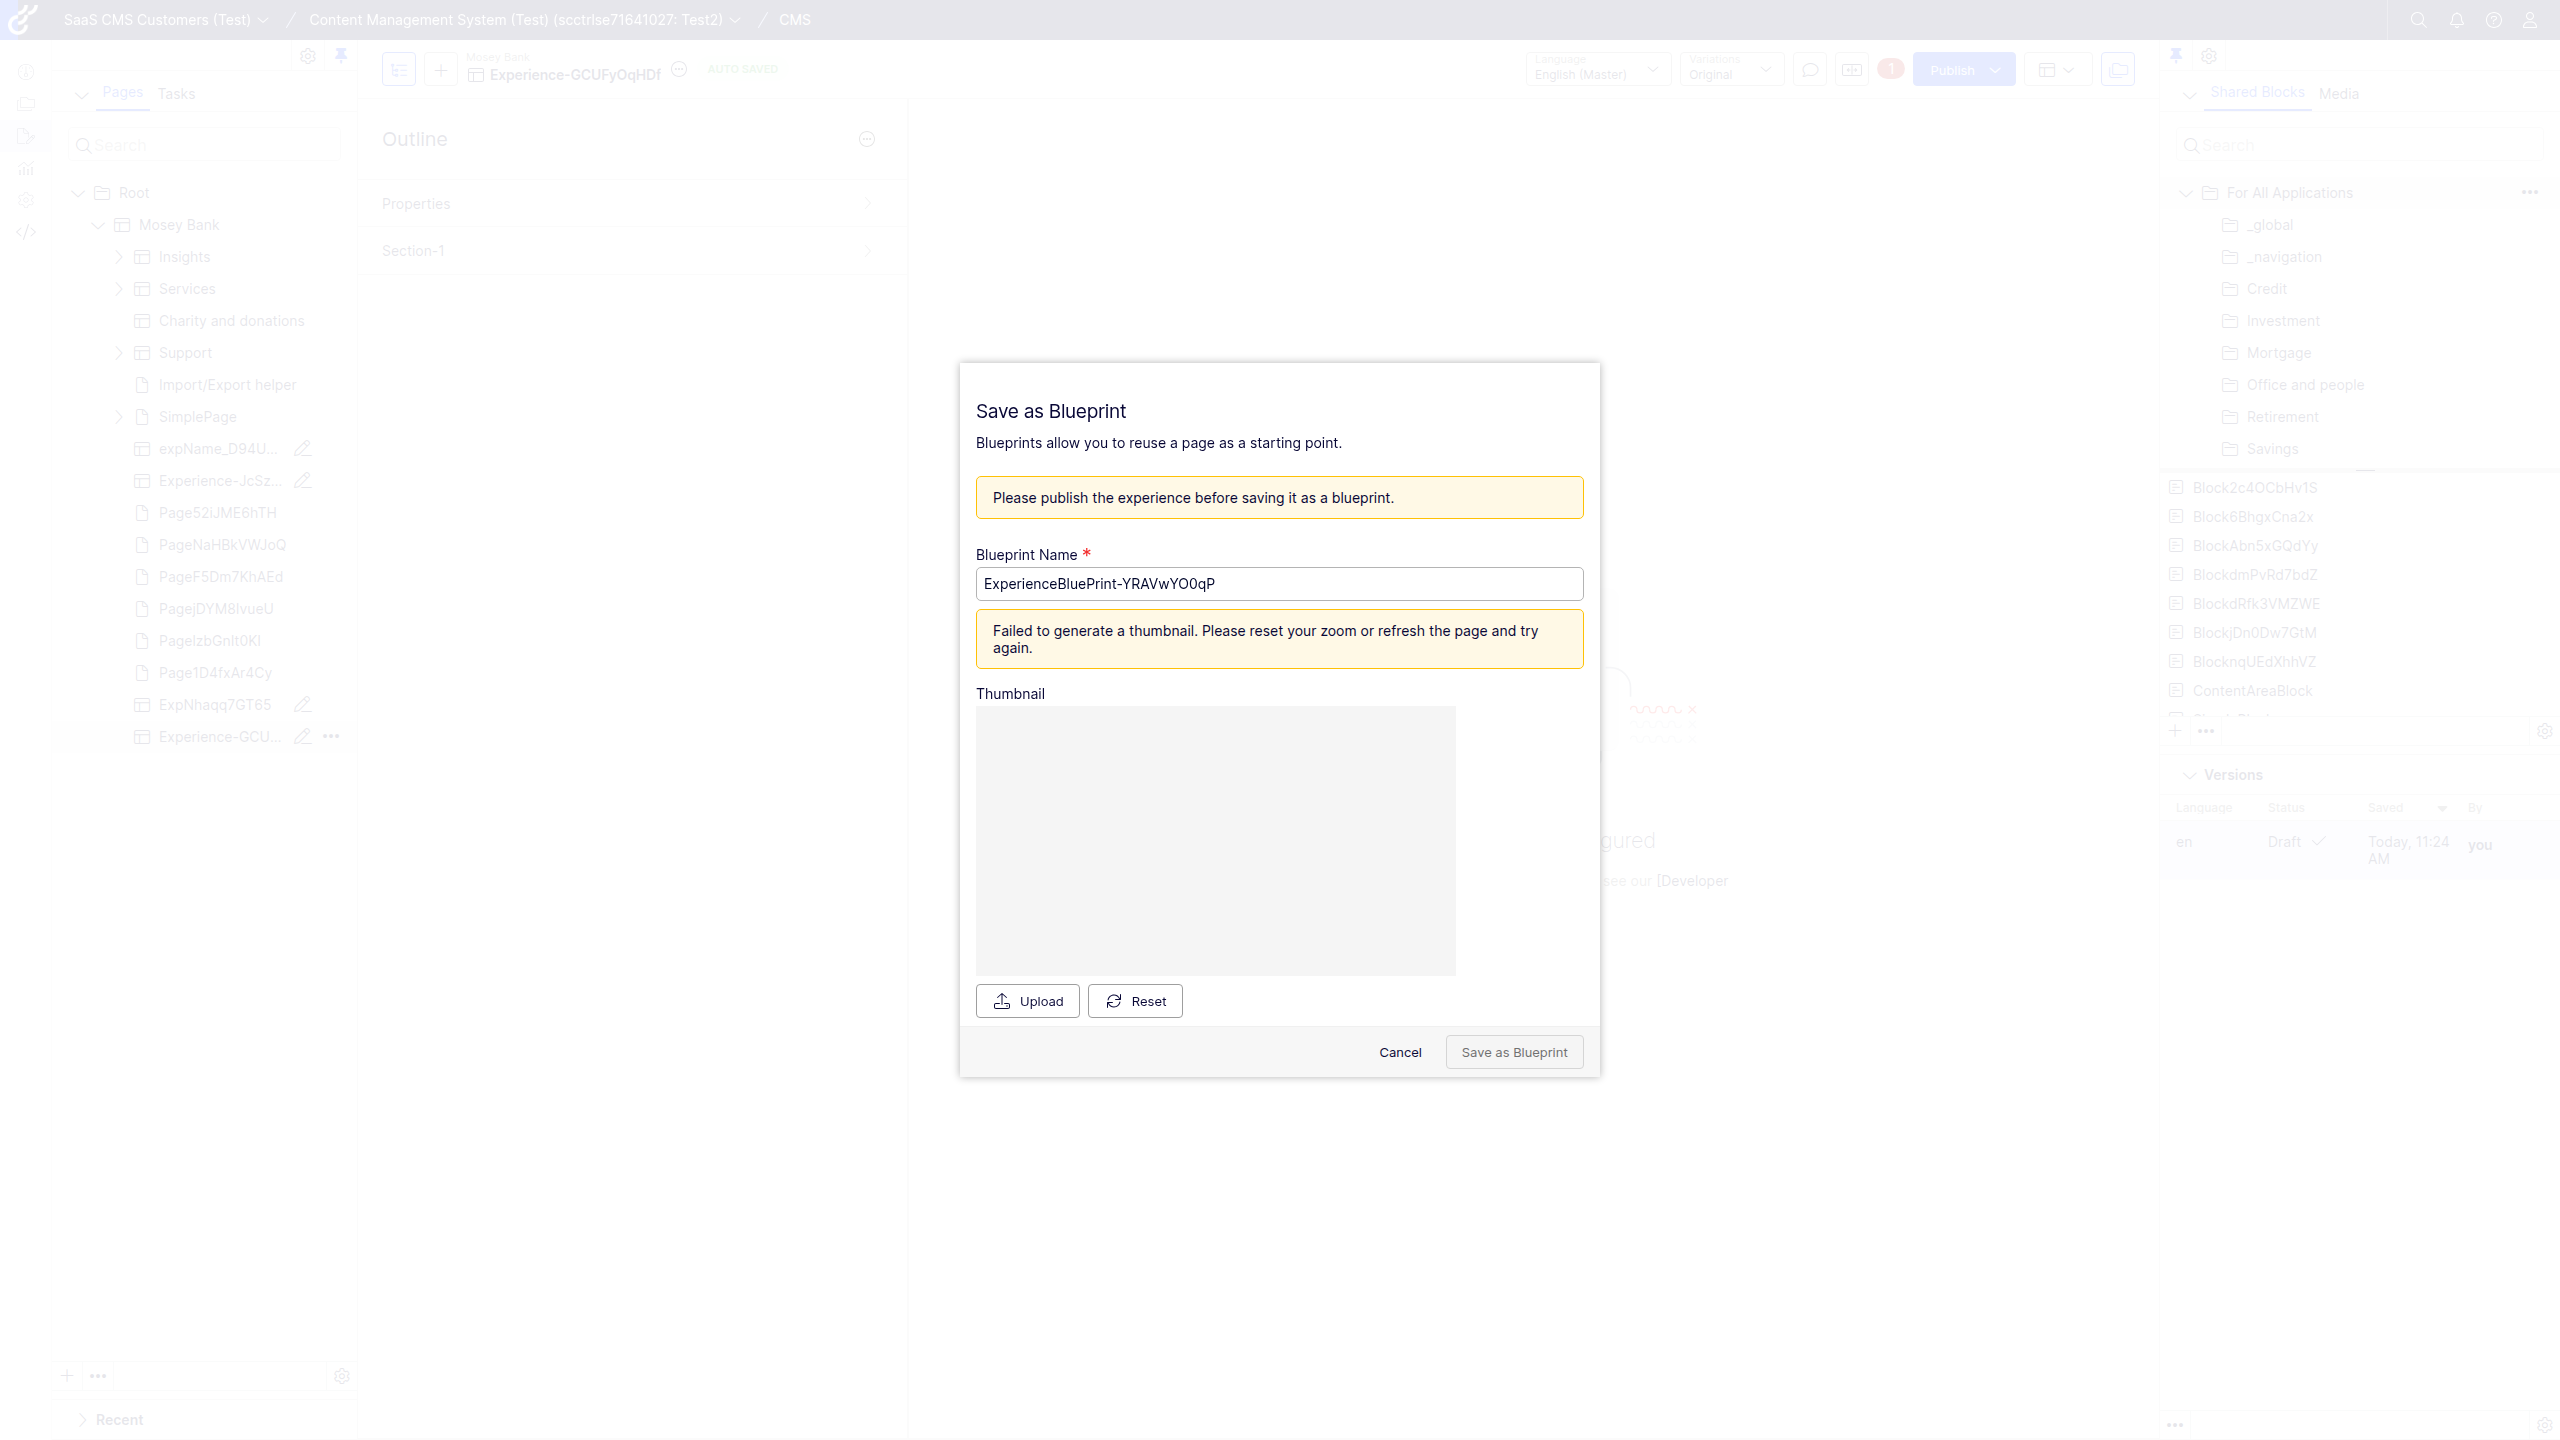 SaaS CMS Customers (Test) / Content Management System (scctrlse71641027: Test2) / CMS
Pages Tasks
Search
Root
Mosey Bank
Insights
Services
Charity and donations
Support
Import/Export helper
SimplePage
expName_D94U...
Experience-JcSz...
Page52iJME6hTH
PageNaHBkVWJoQ
PageF5Dm7KhAEd
PagejDYM8IvueU
Page1D4fxAr4Cy
ExpNhaqq7GT65
Experience-GCU...
Recent
Mosey Bank
Experience-GCUFyOqHDf
AUTO SAVED
Language
English (Master)
Variations
Original
1
Publish
Outline
Properties
Section-1
Save as Blueprint
Blueprints allow you to reuse a page as a starting point.
Please publish the experience before saving it as a blueprint.
Blueprint Name *
ExperienceBluePrint-YRAVwYO0qP
Failed to generate a thumbnail. Please reset your zoom or refresh the page and try
again.
Thumbnail
Upload Reset
Cancel Save as Blueprint
gured
see our [Developer
Shared Blocks Media
Search
For All Applications
_global
_navigation
Credit
Investment
Mortgage
Office and people
Retirement
Savings
Block2c4OCbHv1S
Block6BhgxCna2x
BlockAbn5xGQdYy
BlockdmPvRd7bdZ
BlockdRfk3VMZWE
BlockjDn0Dw7GtM
BlocknqUEdXhhVZ
ContentAreaBlock
Versions
Language Status Saved By
en Draft Today, 11:24 you
AM